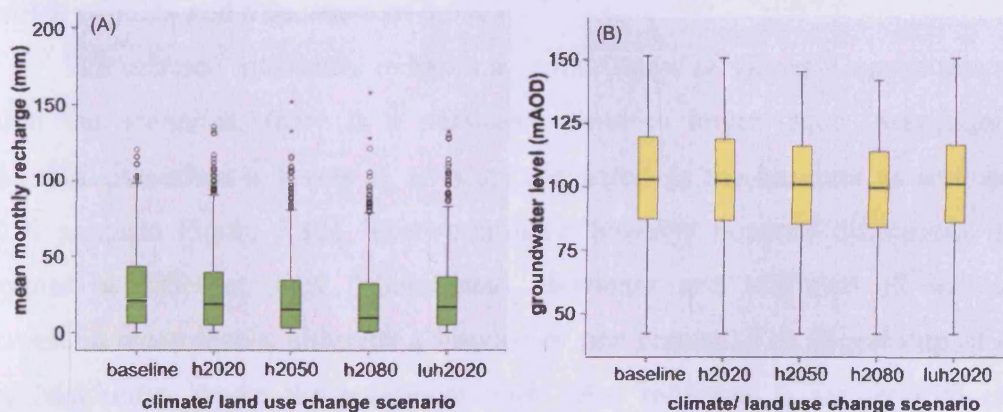 (A)
mean monthly recharge (mm)
200
150
100
50
0
baseline h2020 h2050 h2080 luh2020
climate/ land use change scenario
(B)
groundwater level (mAOD)
150
125
100
75
50
baseline h2020 h2050 h2080 luh2020
climate/ land use change scenario